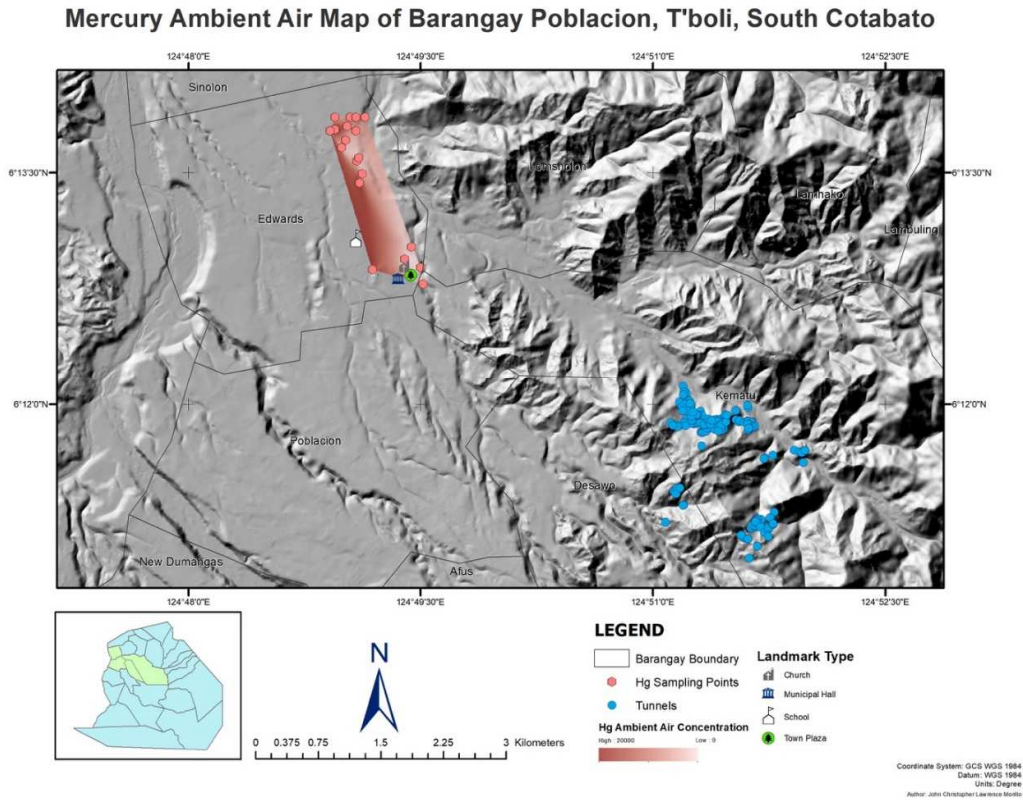 Mercury Ambient Air Map of Barangay Poblacion, T'boli, South Cotabato
124°48'0"E 124°49'30"E 124°51'0"E 124°52'30"E
Sinolon
6°13'30"N 6°13'30"N
Lemsnolon
Lamhako
Edwards
Lambuling
6°12'0"N 6°12'0"N
Kematu
Poblacion
Desawo
New Dumangas
Afus
124°48'0"E 124°49'30"E 124°51'0"E 124°52'30"E
N
0 0.375 0.75 1.5 2.25 3 Kilometers
LEGEND
Barangay Boundary
Hg Sampling Points
Tunnels
Hg Ambient Air Concentration
High : 20000 Low : 0
Landmark Type
Church
Municipal Hall
School
Town Plaza
Coordinate System: GCS WGS 1984
Datum: WGS 1984
Units: Degree
Author: John Christopher Lawrence Morillo